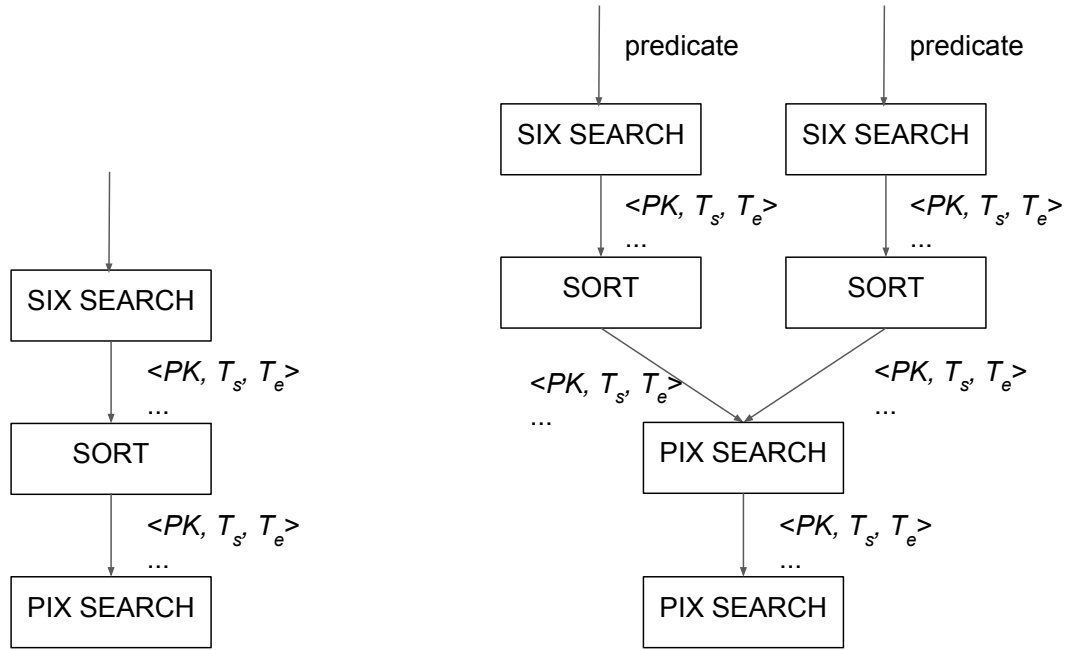 SIX SEARCH
<PK, Ts, Te>
...
SORT
<PK, Ts, Te>
...
PIX SEARCH
predicate
predicate
SIX SEARCH
SIX SEARCH
<PK, Ts, Te>
...
<PK, Ts, Te>
...
SORT
SORT
<PK, Ts, Te>
...
<PK, Ts, Te>
...
PIX SEARCH
<PK, Ts, Te>
...
PIX SEARCH